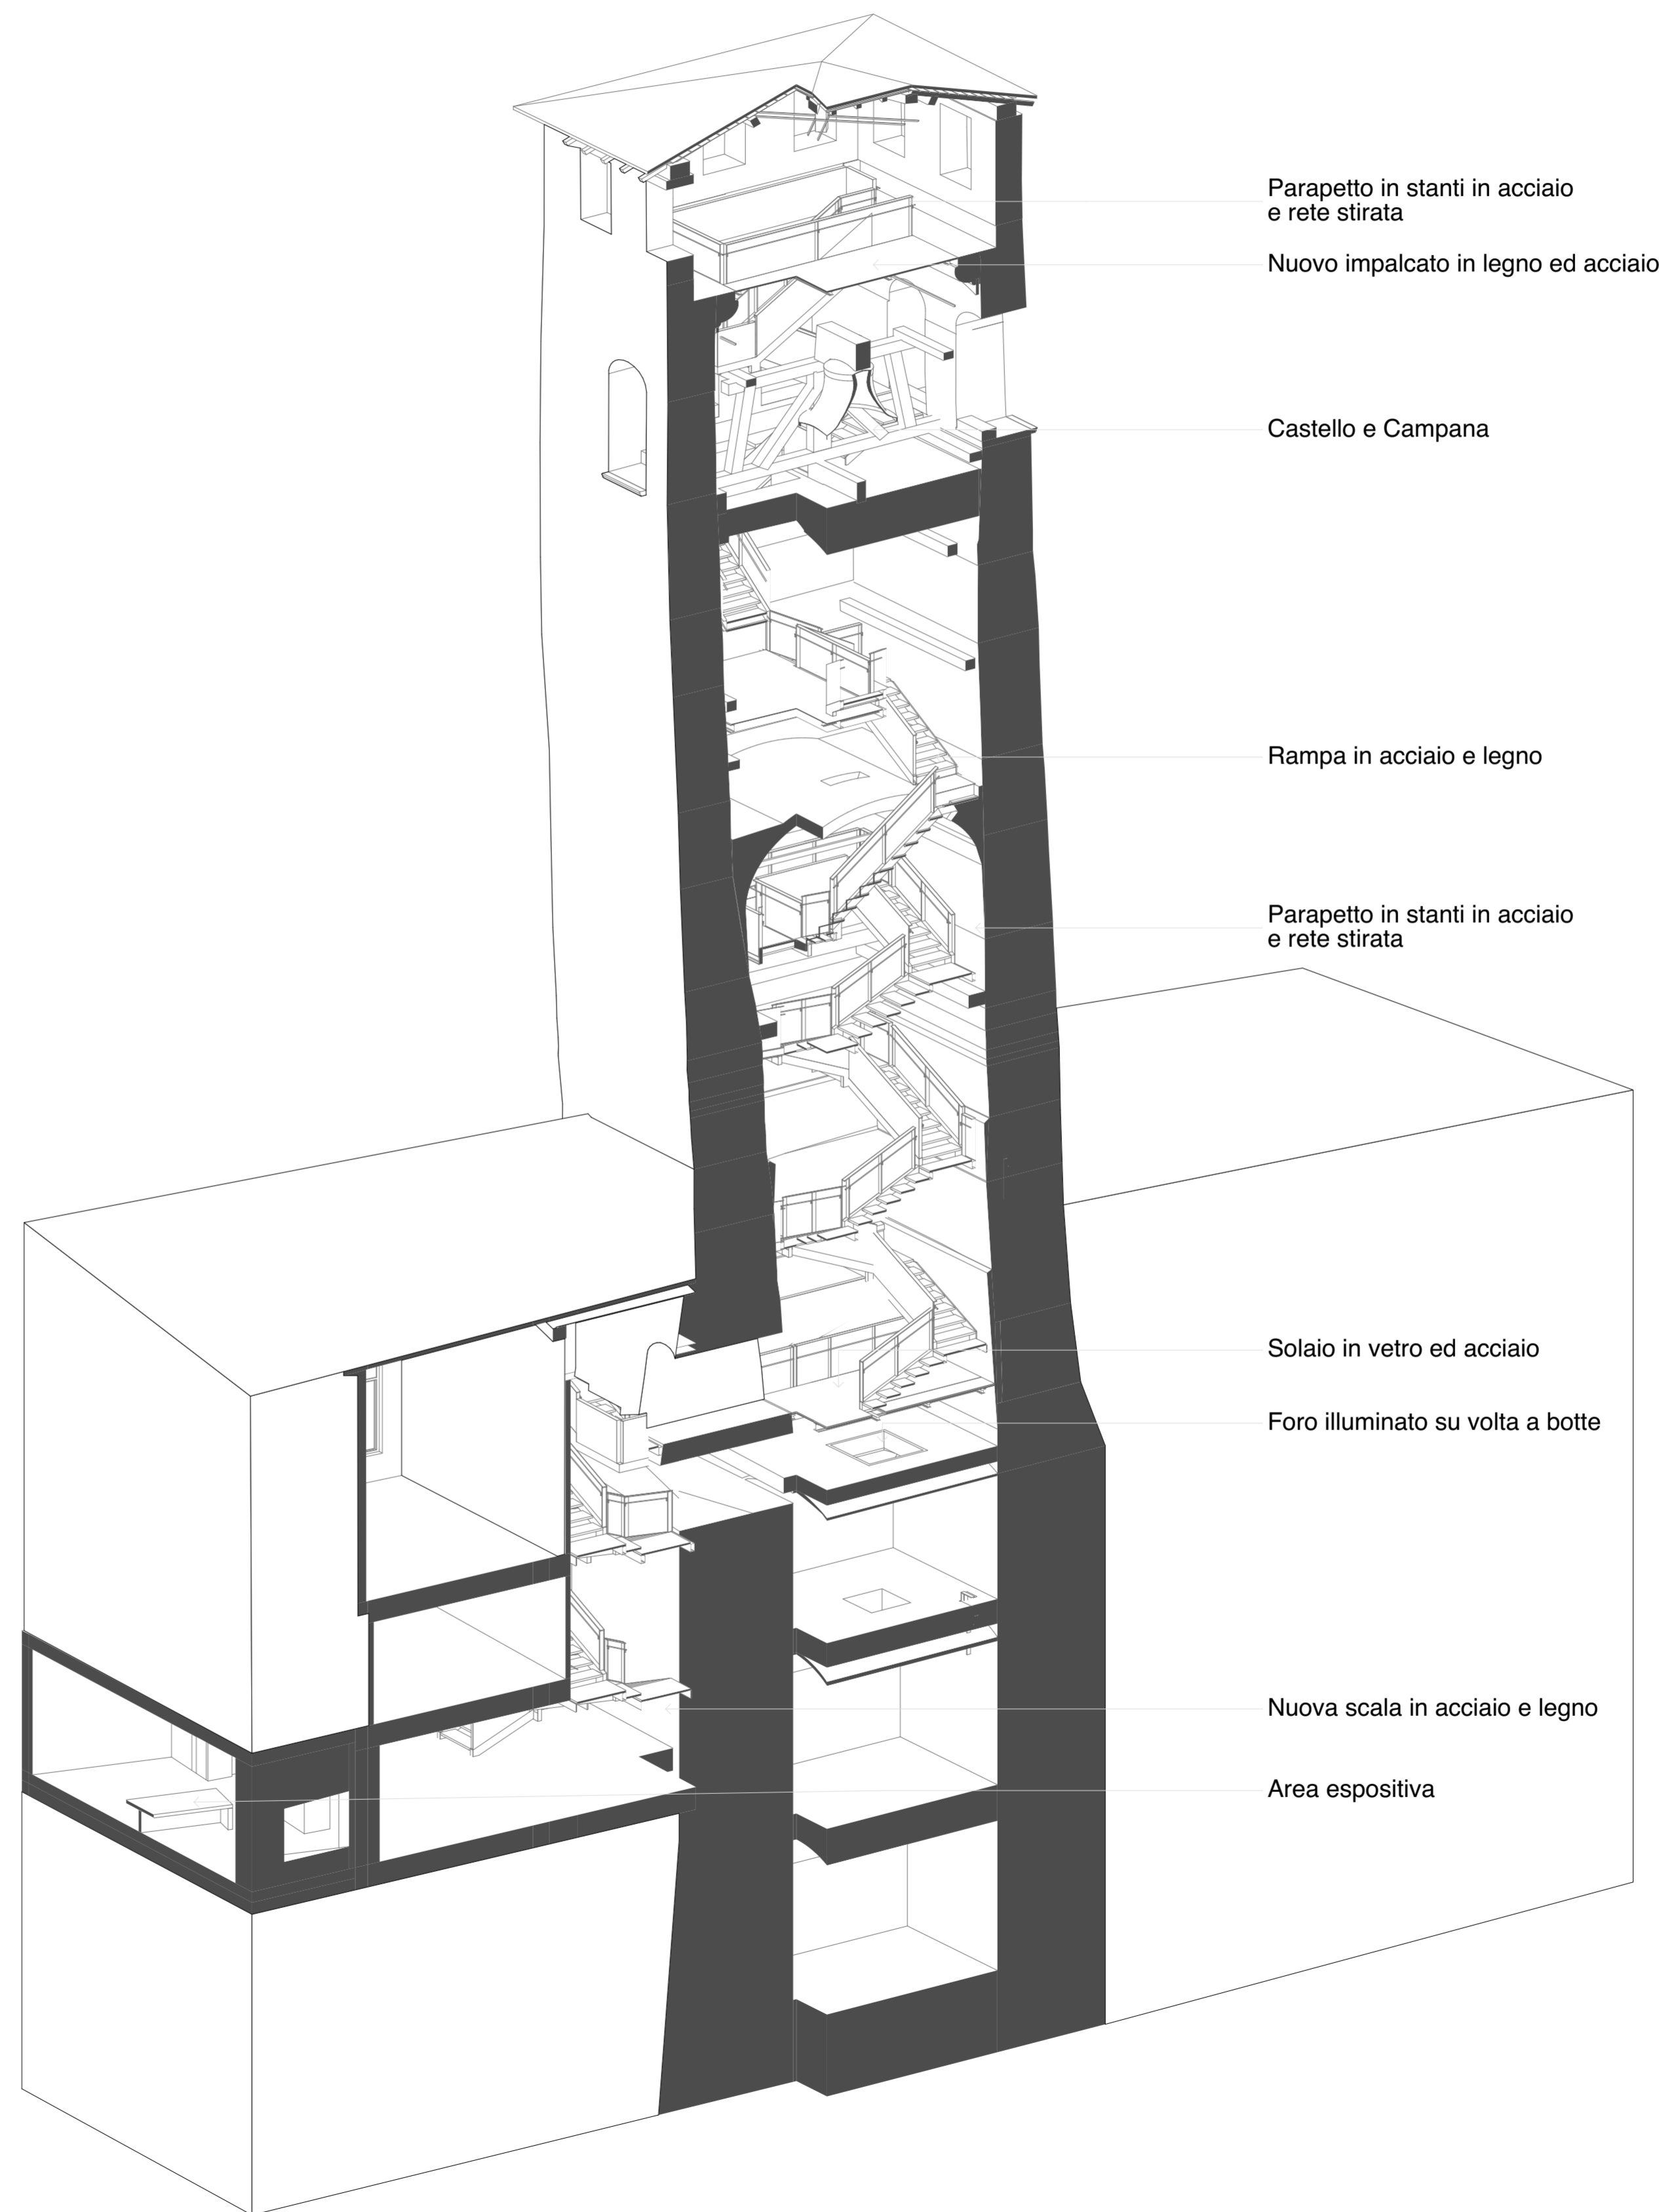 Parapetto in stanti in acciaio
e rete stirata
Nuovo impalcato in legno ed acciaio
Castello e Campana
Rampa in acciaio e legno
Parapetto in stanti in acciaio
e rete stirata
Solaio in vetro ed acciaio
Foro illuminato su volta a botte
Nuova scala in acciaio e legno
Area espositiva